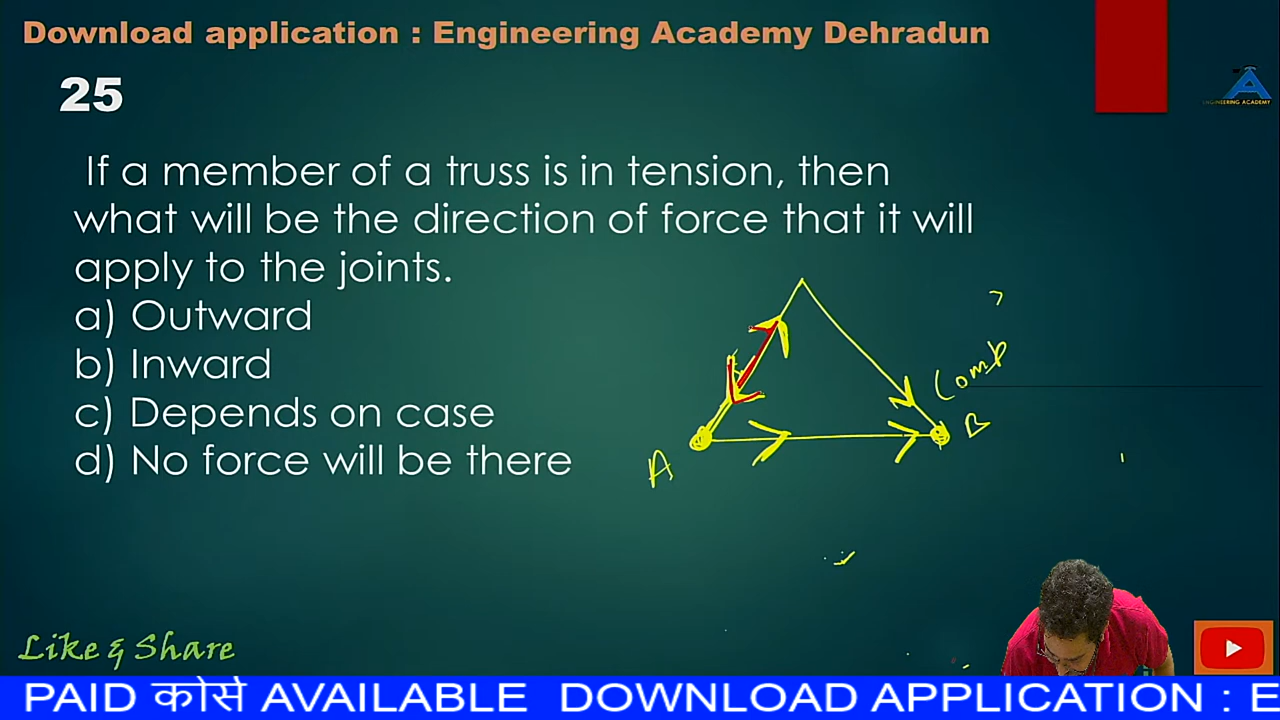 Download application : Engineering Academy Dehradun
25
ENGINEERING ACADEMY
If a member of a truss is in tension, then
what will be the direction of force that it will
apply to the joints.
a) Outward
b) Inward
c) Depends on case
d) No force will be there
Comp
A
B
Like & Share
PAID कोर्स AVAILABLE DOWNLOAD APPLICATION : E